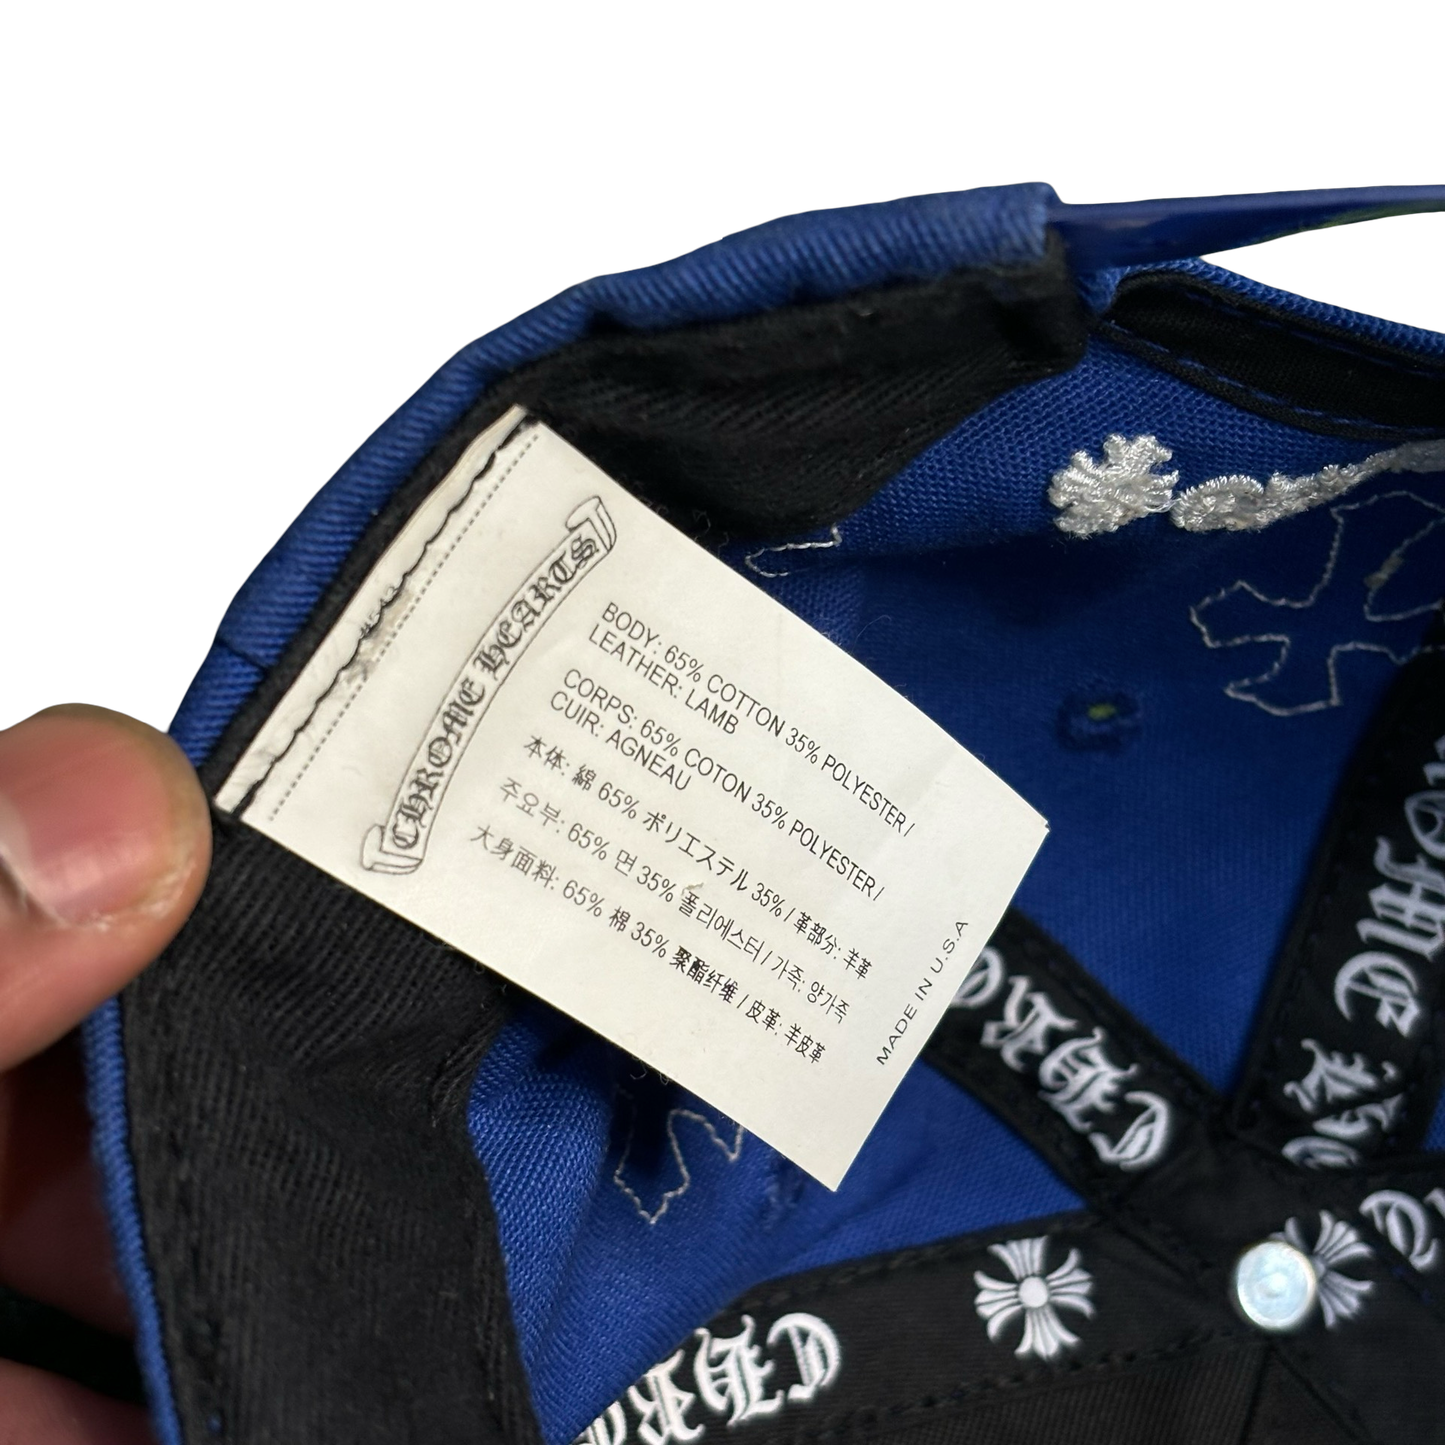 CHROME HEARTS
BODY: 65% COTTON 35% POLYESTER /
LEATHER: LAMB
CORPS: 65% COTON 35% POLYESTER /
CUIR: AGNEAU
本体: 綿 65% ポリエステル 35% / 革部分: 羊革
주요부: 65% 면 35% 폴리에스터 / 가죽: 양가죽
大身面料: 65% 棉 35% 聚酯纤维 / 皮革: 羊皮革
MADE IN U.S.A